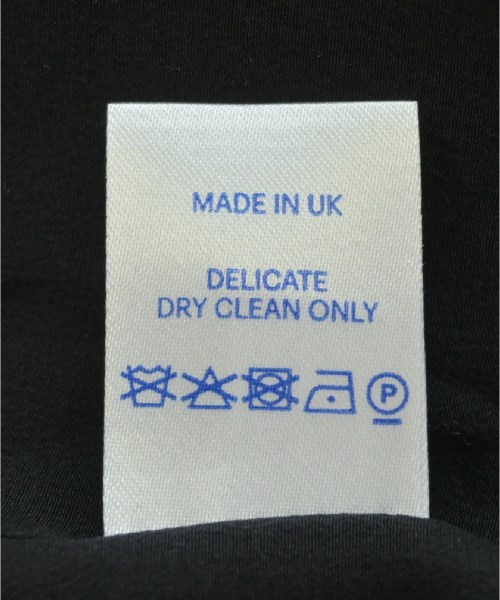 MADE IN UK
DELICATE
DRY CLEAN ONLY
P